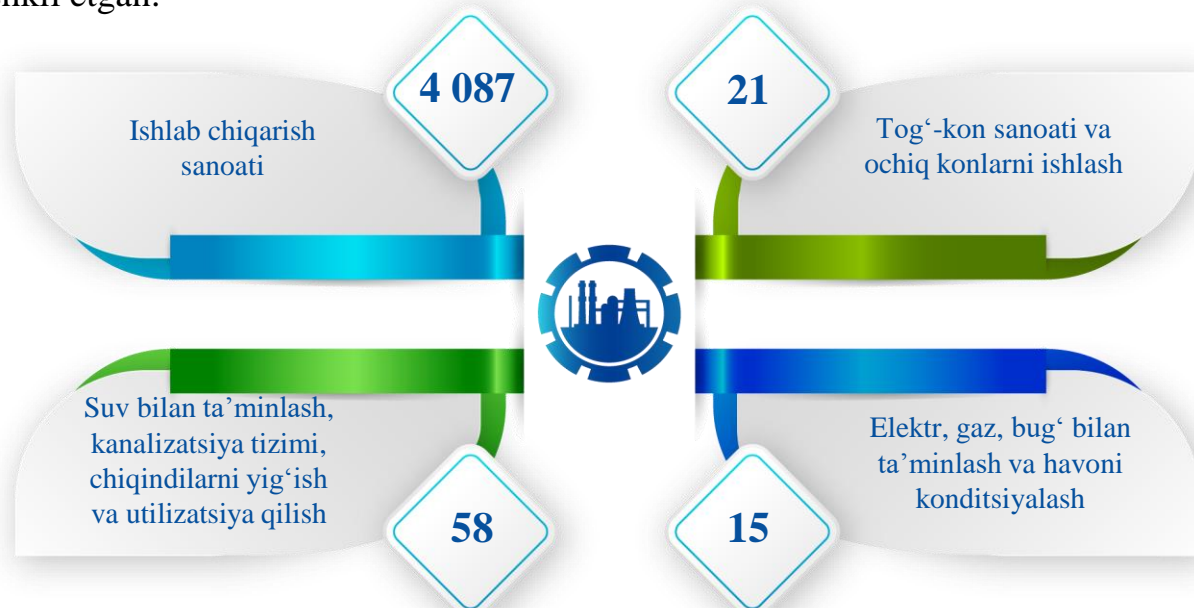 etgan.
4 087
Ishlab chiqarish
sanoati
21
Tog‘-kon sanoati va
ochiq konlarni ishlash
Suv bilan ta’minlash,
kanalizatsiya tizimi,
chiqindilarni yig‘ish
va utilizatsiya qilish
58
Elektr, gaz, bug‘ bilan
ta’minlash va havoni
konditsiyalash
15